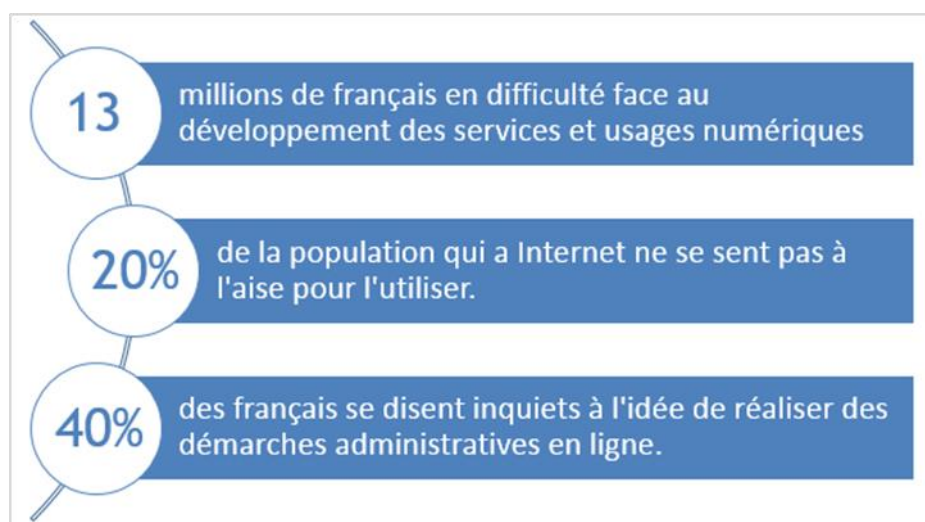 13
millions de français en difficulté face au
développement des services et usages numériques
20%
de la population qui a Internet ne se sent pas à
l'aise pour l'utiliser.
40%
des français se disent inquiets à l'idée de réaliser des
démarches administratives en ligne.